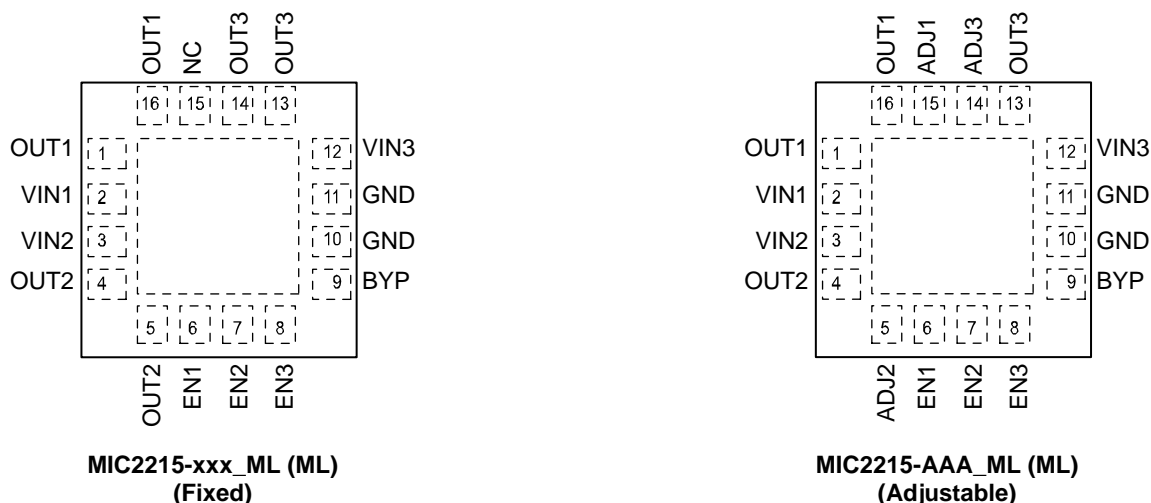 OUT1 NC OUT3 OUT3
16 15 14 13
OUT1 1 12 VIN3
VIN1 2 11 GND
VIN2 3 10 GND
OUT2 4 9 BYP
5 6 7 8
OUT2 EN1 EN2 EN3
MIC2215-xxx_ML (ML)
(Fixed)
OUT1 ADJ1 ADJ3 OUT3
16 15 14 13
OUT1 1 12 VIN3
VIN1 2 11 GND
VIN2 3 10 GND
OUT2 4 9 BYP
5 6 7 8
ADJ2 EN1 EN2 EN3
MIC2215-AAA_ML (ML)
(Adjustable)